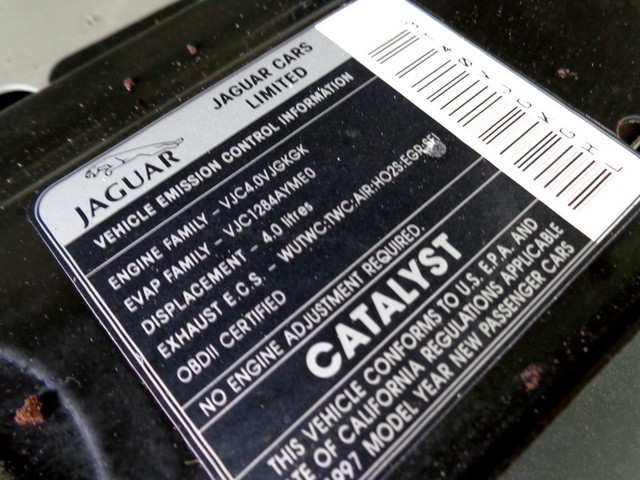 JAGUAR
JAGUAR CARS
LIMITED
VEHICLE EMISSION CONTROL INFORMATION
ENGINE FAMILY - VJC4.0VJGKGK
EVAP FAMILY - VJC1284AYME0
DISPLACEMENT - 4.0 litres
EXHAUST E.C.S. - WUTWC:TWC:AIR:HO2S:EGR:SFI
OBDII CERTIFIED
NO ENGINE ADJUSTMENT REQUIRED.
CATALYST
THIS VEHICLE CONFORMS TO U.S. E.P.A. AND
OF CALIFORNIA REGULATIONS APPLICABLE
1997 MODEL YEAR NEW PASSENGER CARS